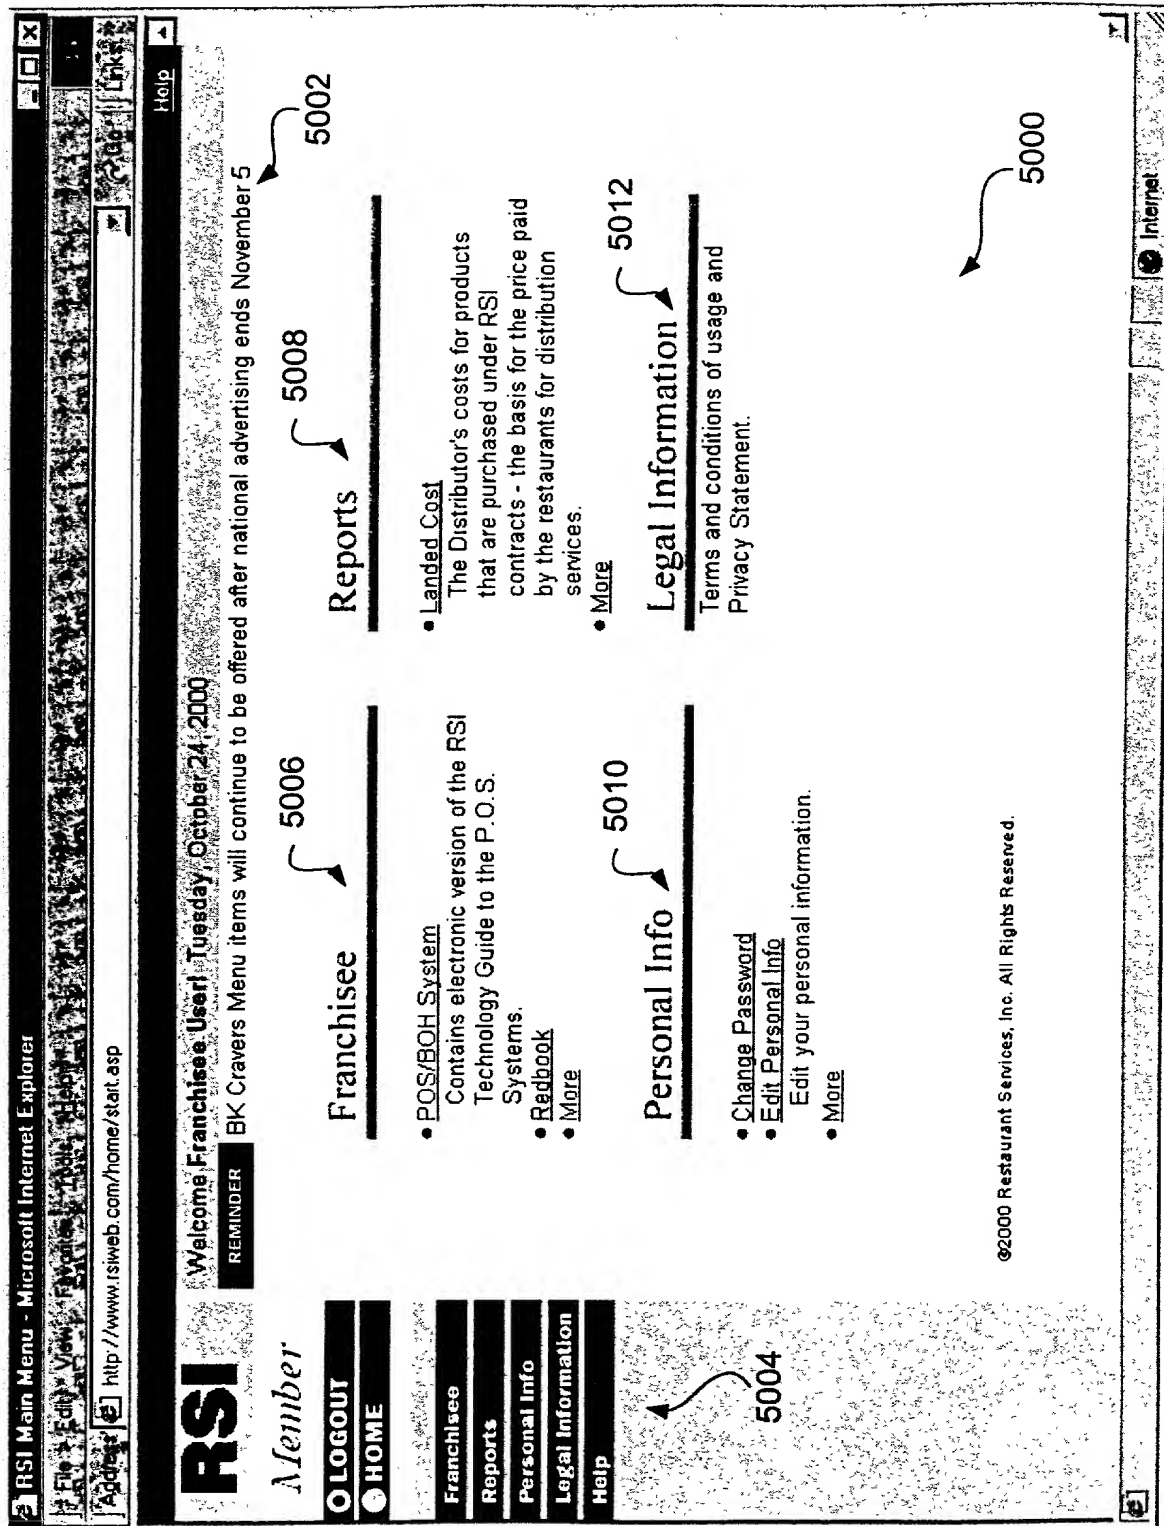 RSI Main Menu - Microsoft Internet Explorer
File Edit View Favorites Tools Help
Address http://www.rsiweb.com/home/start.asp Go Links »
Help
RSI
Welcome Franchisee User! Tuesday, October 24, 2000
REMINDER BK Cravers Menu items will continue to be offered after national advertising ends November 5
5002
Member
LOGOUT
HOME
Franchisee
Reports
Personal Info
Legal Information
Help
5004
Franchisee
5006
• POS/BOH System
Contains electronic version of the RSI
Technology Guide to the P.O.S.
Systems.
• Redbook
• More
Reports
5008
• Landed Cost
The Distributor's costs for products
that are purchased under RSI
contracts - the basis for the price paid
by the restaurants for distribution
services.
• More
Personal Info
5010
• Change Password
• Edit Personal Info
Edit your personal information.
• More
Legal Information
5012
Terms and conditions of usage and
Privacy Statement.
5000
©2000 Restaurant Services, Inc. All Rights Reserved.
Internet